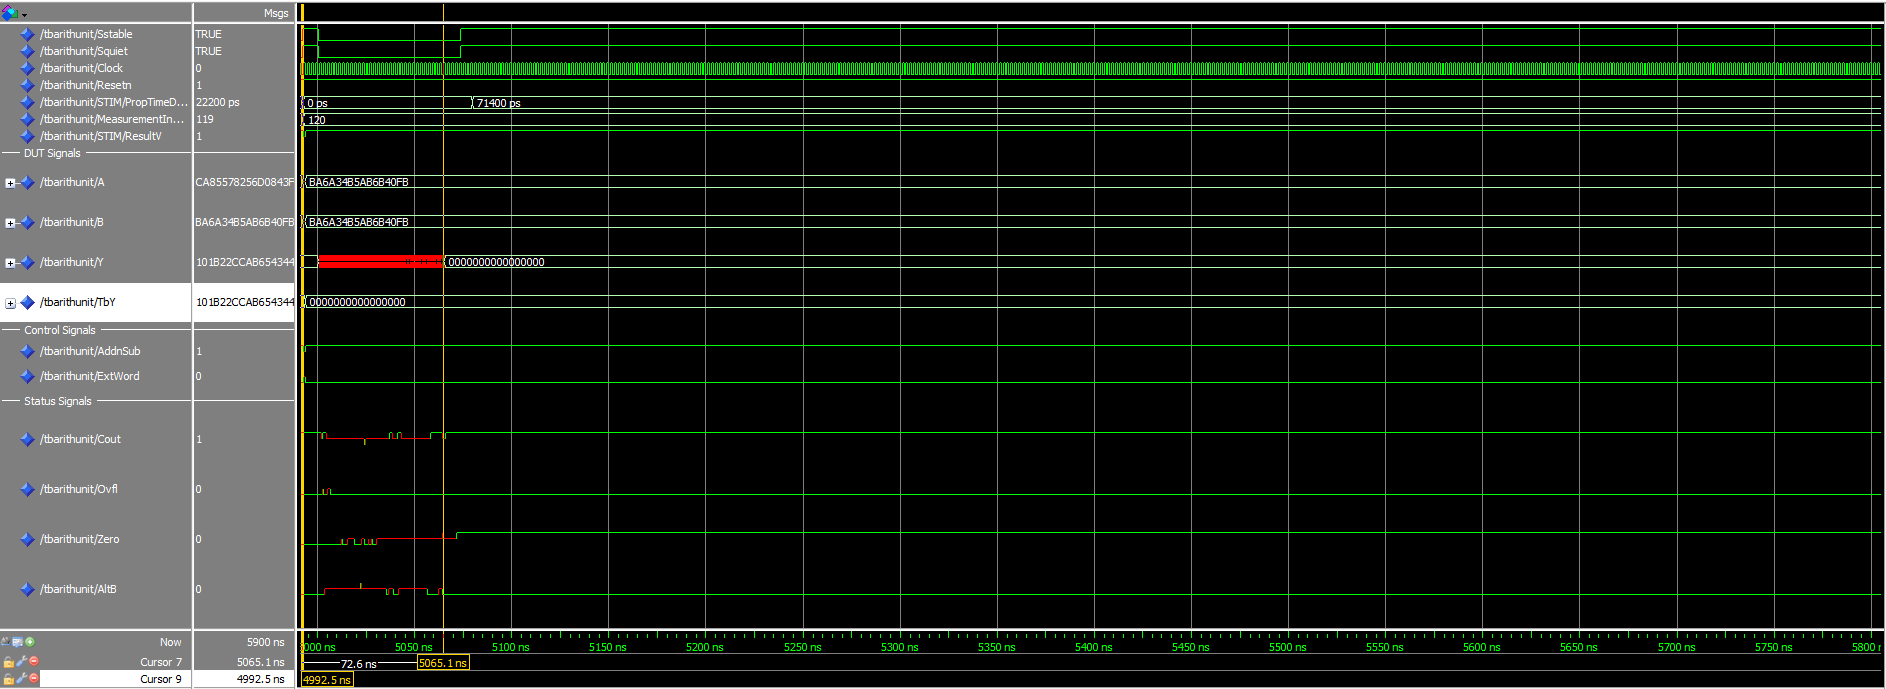 Msgs
/tbarithunit/Sstable TRUE
/tbarithunit/Squiet TRUE
/tbarithunit/Clock 0
/tbarithunit/Resetn 1
/tbarithunit/STIM/PropTimeD... 22200 ps 0 ps 71400 ps
/tbarithunit/MeasurementIn... 119 120
/tbarithunit/STIM/ResultV 1
DUT Signals
/tbarithunit/A CA85578256D0843F BA6A34B5AB6B40FB
/tbarithunit/B BA6A34B5AB6B40FB BA6A34B5AB6B40FB
/tbarithunit/Y 101B22CCAB654344 0000000000000000
/tbarithunit/TbY 101B22CCAB654344 0000000000000000
Control Signals
/tbarithunit/AddnSub 1
/tbarithunit/ExtWord 0
Status Signals
/tbarithunit/Cout 1
/tbarithunit/Ovfl 0
/tbarithunit/Zero 0
/tbarithunit/AltB 0
Now 5900 ns 000 ns 5050 ns 5100 ns 5150 ns 5200 ns 5250 ns 5300 ns 5350 ns 5400 ns 5450 ns 5500 ns 5550 ns 5600 ns 5650 ns 5700 ns 5750 ns 5800
Cursor 7 5065.1 ns 72.6 ns 5065.1 ns
Cursor 9 4992.5 ns 4992.5 ns